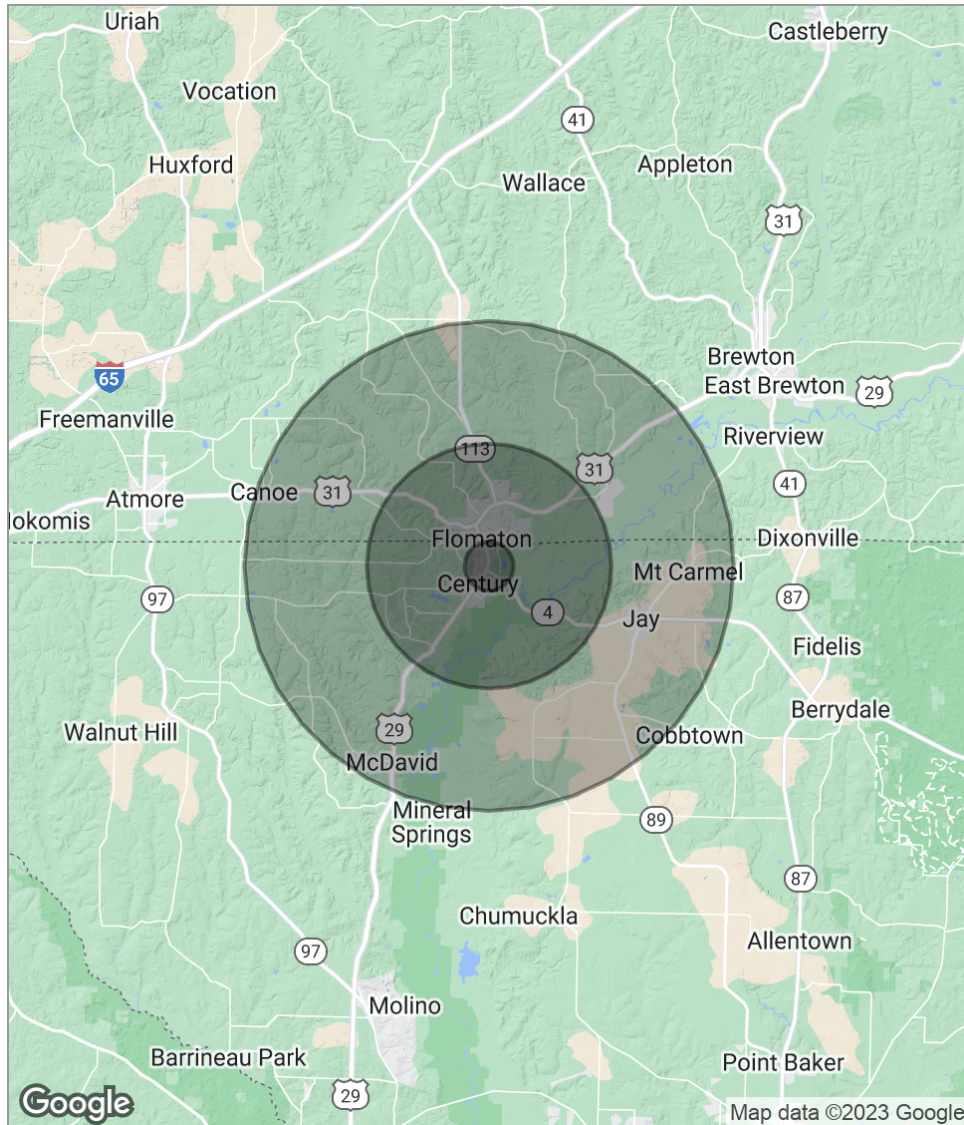 Uriah
Castleberry
Vocation
41
Huxford
Appleton
Wallace
31
Brewton
65
East Brewton
29
Freemanville
Riverview
113
31
41
Canoe
31
Atmore
Flomaton
Dixonville
Mt Carmel
Century
97
87
4
Jay
Fidelis
Berrydale
29
Walnut Hill
Cobbtown
McDavid
Mineral
Springs
89
87
Chumuckla
Allentown
97
Molino
Barrineau Park
Point Baker
29
Google
Map data ©2023 Google